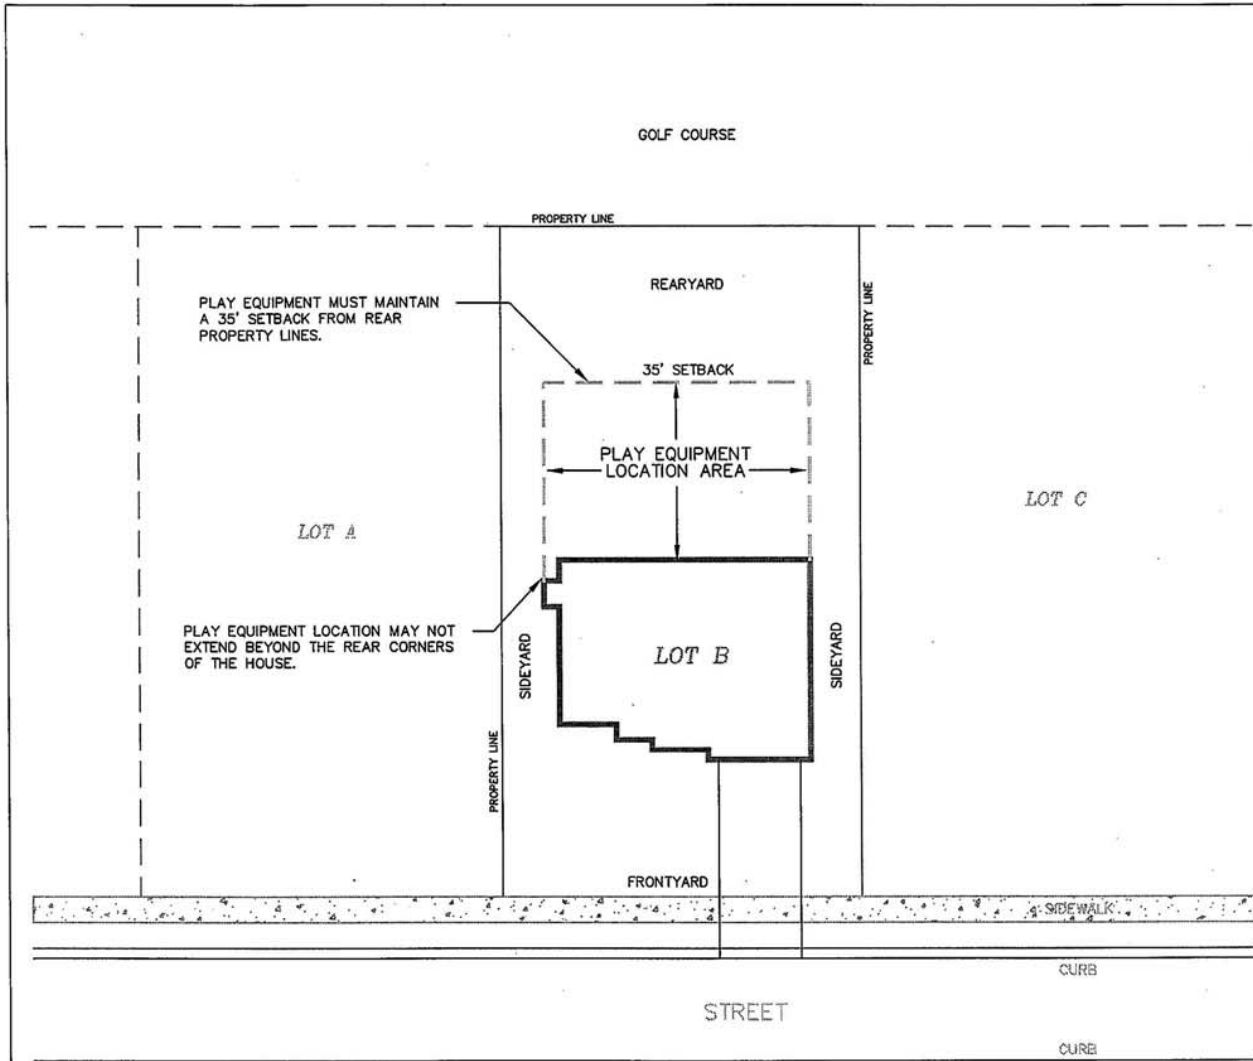 GOLF COURSE
PROPERTY LINE
REARYARD
PLAY EQUIPMENT MUST MAINTAIN
A 35' SETBACK FROM REAR
PROPERTY LINES.
PROPERTY LINE
35' SETBACK
PLAY EQUIPMENT
LOCATION AREA
LOT A
LOT C
PLAY EQUIPMENT LOCATION MAY NOT
EXTEND BEYOND THE REAR CORNERS
OF THE HOUSE.
SIDEYARD
LOT B
SIDEYARD
PROPERTY LINE
FRONTYARD
SIDEWALK
CURB
STREET
CURB